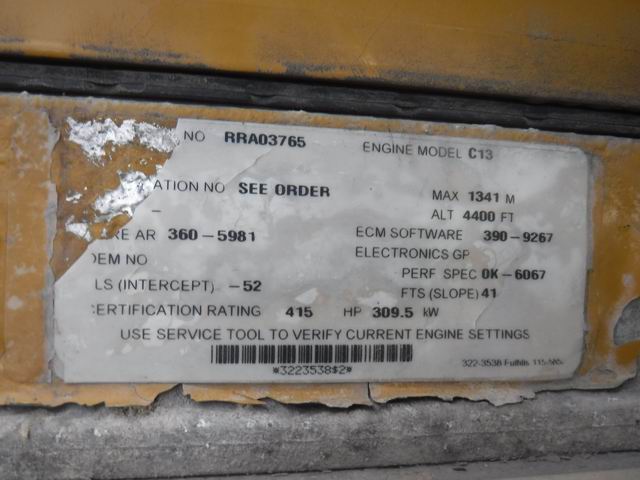 NO RRA03765 ENGINE MODEL C13
ATION NO SEE ORDER MAX 1341 M
– ALT 4400 FT
RE AR 360-5981 ECM SOFTWARE 390-9267
EM NO ELECTRONICS GP
PERF SPEC 0K-6067
LS (INTERCEPT) -52 FTS (SLOPE) 41
ERTIFICATION RATING 415 HP 309.5 kW
USE SERVICE TOOL TO VERIFY CURRENT ENGINE SETTINGS
*3223538$2* 322-3538 Fulfills